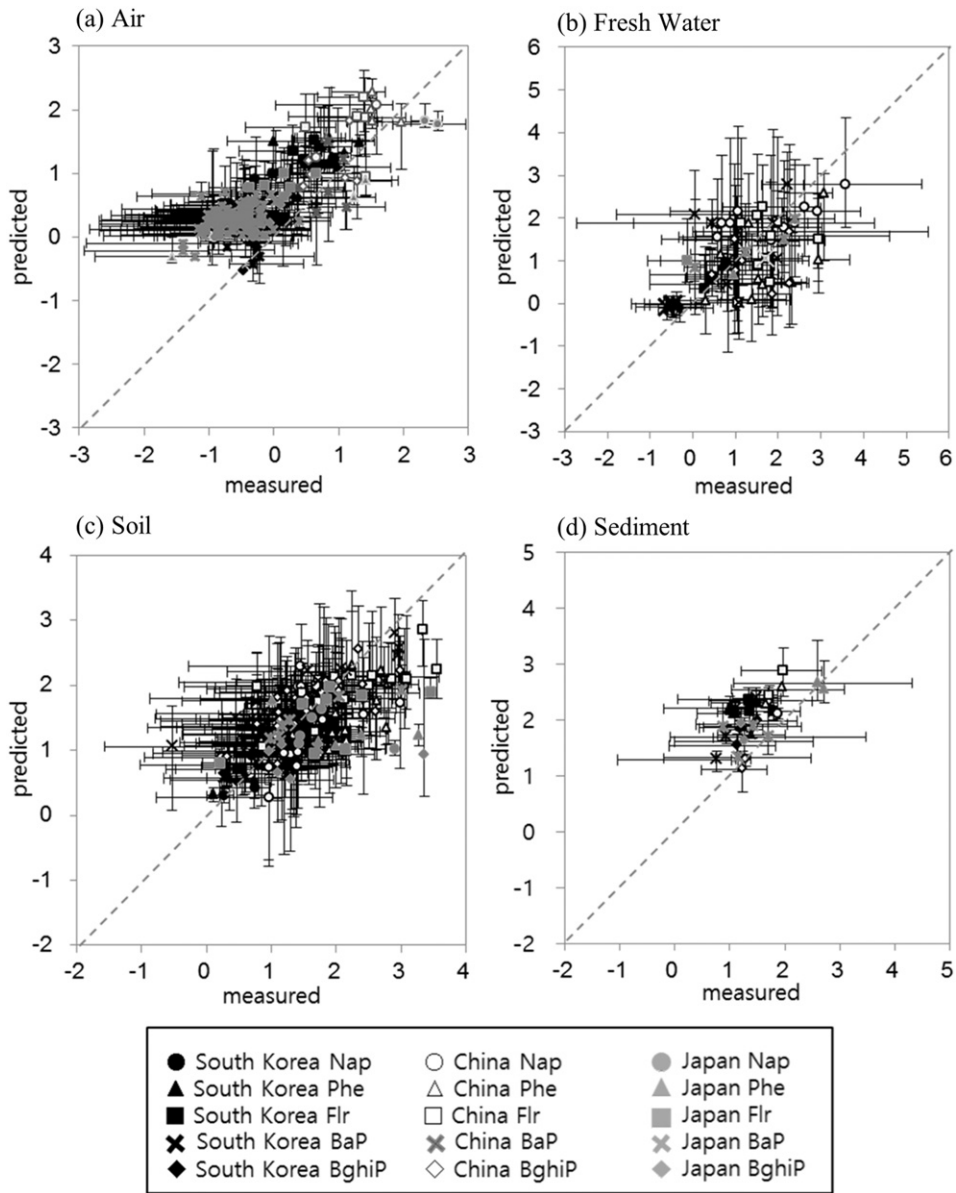 (a) Air
3
2
1
0
-1
-2
-3
predicted
-3 -2 -1 0 1 2 3
measured
(b) Fresh Water
6
5
4
3
2
1
0
-1
-2
-3
predicted
-3 -2 -1 0 1 2 3 4 5 6
measured
(c) Soil
4
3
2
1
0
-1
-2
predicted
-2 -1 0 1 2 3 4
measured
(d) Sediment
5
4
3
2
1
0
-1
-2
predicted
-2 -1 0 1 2 3 4 5
measured
South Korea Nap China Nap Japan Nap
South Korea Phe China Phe Japan Phe
South Korea Flr China Flr Japan Flr
South Korea BaP China BaP Japan BaP
South Korea BghiP China BghiP Japan BghiP